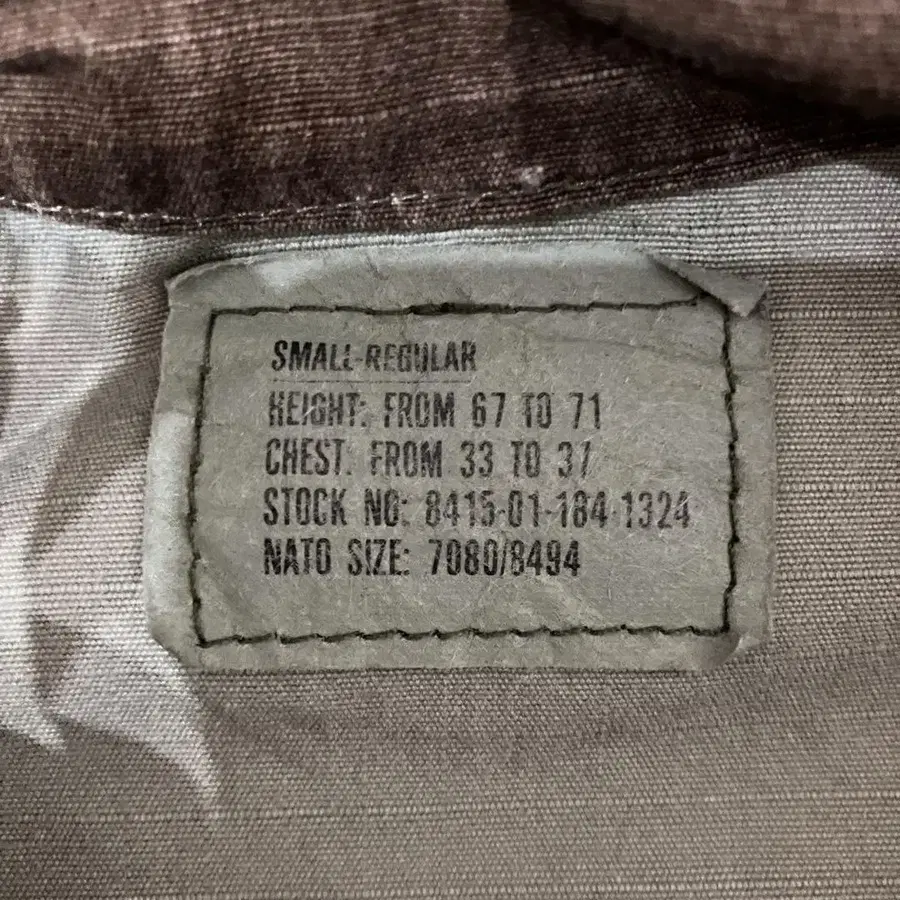 SMALL-REGULAR
HEIGHT: FROM 67 TO 71
CHEST: FROM 33 TO 37
STOCK NO: 8415-01-184-1324
NATO SIZE: 7080/8494